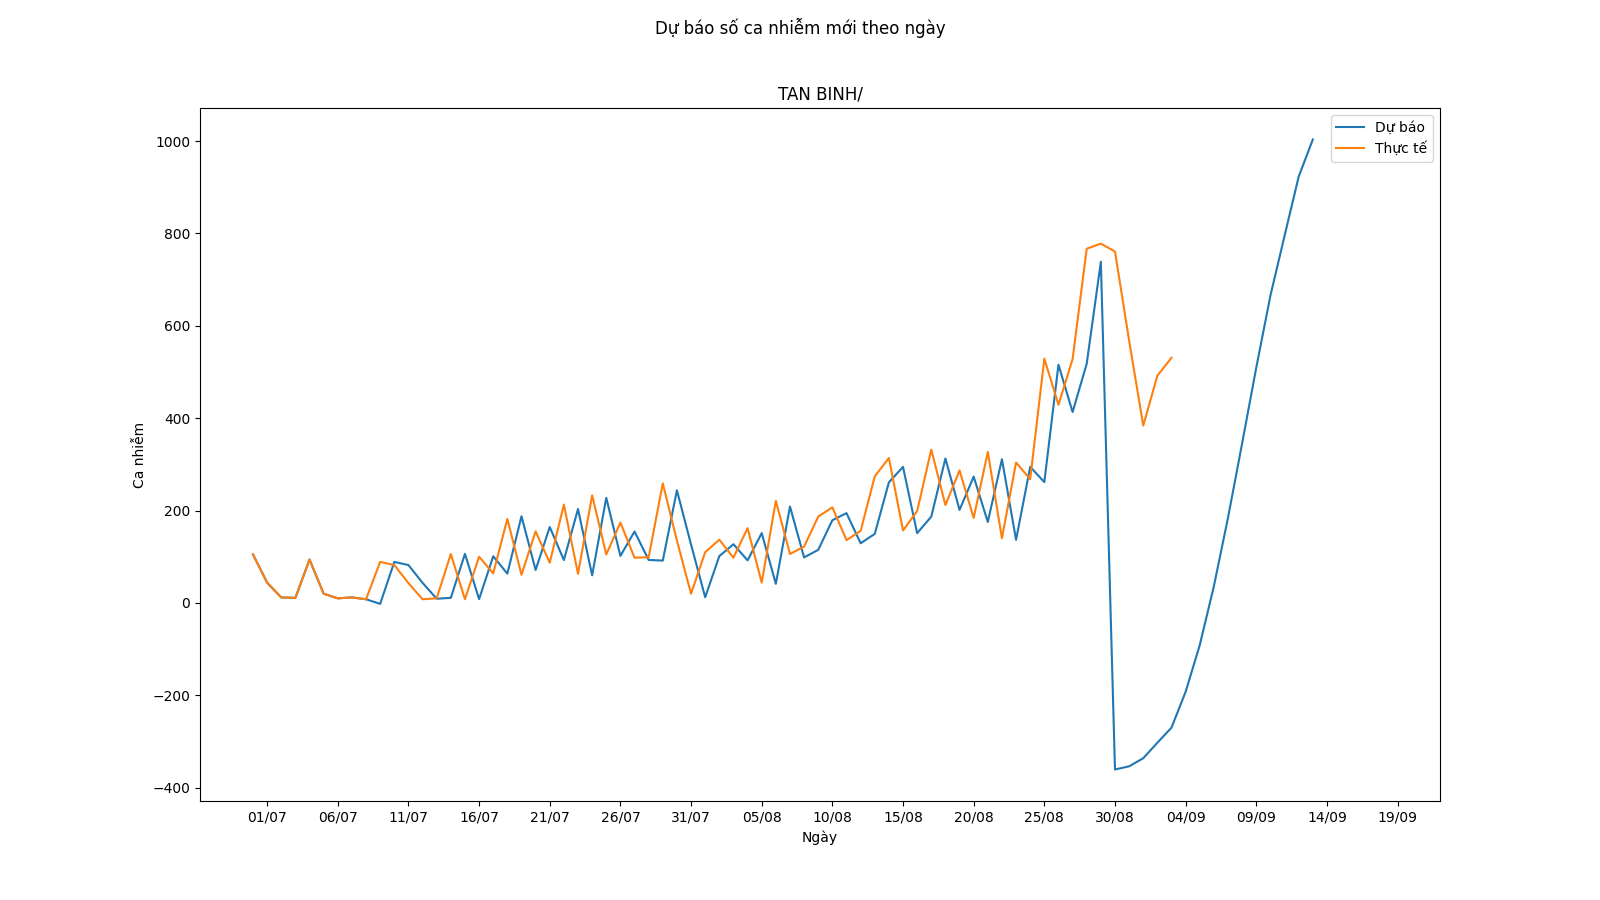 Dự báo số ca nhiễm mới theo ngày
TAN BINH/
Dự báo
Thực tế
1000
800
600
400
200
0
−200
−400
Ca nhiễm
01/07 06/07 11/07 16/07 21/07 26/07 31/07 05/08 10/08 15/08 20/08 25/08 30/08 04/09 09/09 14/09 19/09
Ngày